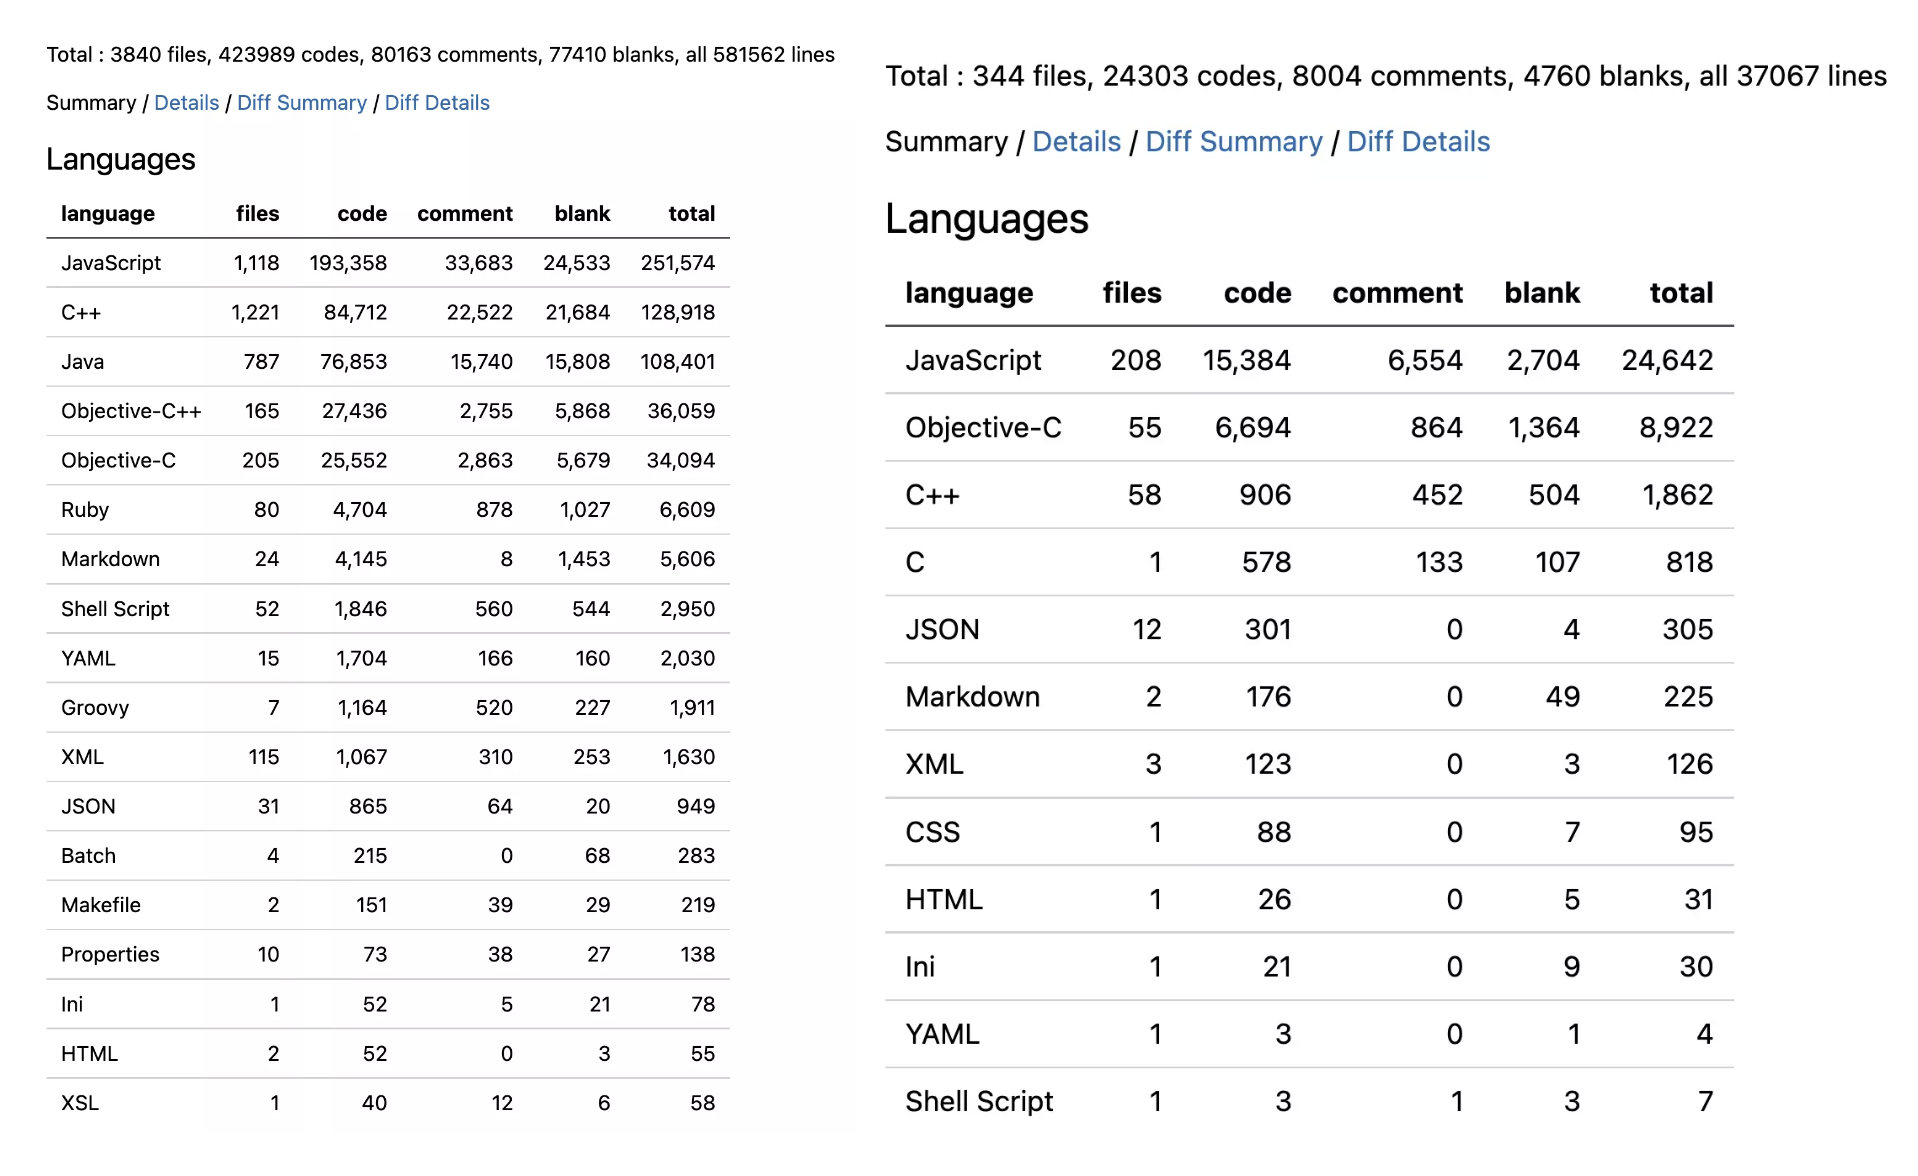 Total : 3840 files, 423989 codes, 80163 comments, 77410 blanks, all 581562 lines
Summary / Details / Diff Summary / Diff Details
Languages
language files code comment blank total
JavaScript 1,118 193,358 33,683 24,533 251,574
C++ 1,221 84,712 22,522 21,684 128,918
Java 787 76,853 15,740 15,808 108,401
Objective-C++ 165 27,436 2,755 5,868 36,059
Objective-C 205 25,552 2,863 5,679 34,094
Ruby 80 4,704 878 1,027 6,609
Markdown 24 4,145 8 1,453 5,606
Shell Script 52 1,846 560 544 2,950
YAML 15 1,704 166 160 2,030
Groovy 7 1,164 520 227 1,911
XML 115 1,067 310 253 1,630
JSON 31 865 64 20 949
Batch 4 215 0 68 283
Makefile 2 151 39 29 219
Properties 10 73 38 27 138
Ini 1 52 5 21 78
HTML 2 52 0 3 55
XSL 1 40 12 6 58
Total : 344 files, 24303 codes, 8004 comments, 4760 blanks, all 37067 lines
Summary / Details / Diff Summary / Diff Details
Languages
language files code comment blank total
JavaScript 208 15,384 6,554 2,704 24,642
Objective-C 55 6,694 864 1,364 8,922
C++ 58 906 452 504 1,862
C 1 578 133 107 818
JSON 12 301 0 4 305
Markdown 2 176 0 49 225
XML 3 123 0 3 126
CSS 1 88 0 7 95
HTML 1 26 0 5 31
Ini 1 21 0 9 30
YAML 1 3 0 1 4
Shell Script 1 3 1 3 7